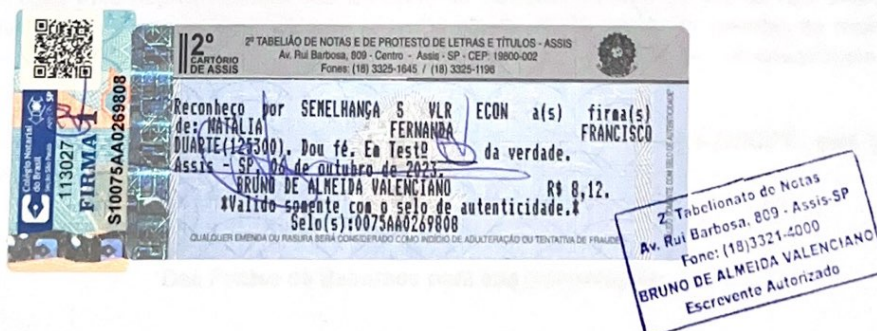 2º
CARTÓRIO
DE ASSIS
2º TABELIÃO DE NOTAS E DE PROTESTO DE LETRAS E TÍTULOS - ASSIS
Av. Rui Barbosa, 809 - Centro - Assis - SP - CEP: 19800-002
Fones: (18) 3325-1645 / (18) 3325-1196
Reconheço por SEMELHANÇA S VLR ECON a(s) firma(s)
de: NATALIA FERNANDA FRANCISCO
DUARTE(125300). Dou fé. Em Testº da verdade.
Assis - SP, 04 de outubro de 2023.
BRUNO DE ALMEIDA VALENCIANO R$ 8,12.
*Valido somente com o selo de autenticidade.*
Selo(s):0075AA0269808
QUALQUER EMENDA OU RASURA SERÁ CONSIDERADO COMO INDÍCIO DE ADULTERAÇÃO OU TENTATIVA DE FRAUDE
Colégio Notarial
do Brasil
113027
FIRMA 1
S10075AA0269808
2º Tabelionato de Notas
Av. Rui Barbosa, 809 - Assis-SP
Fone: (18)3321-4000
BRUNO DE ALMEIDA VALENCIANO
Escrevente Autorizado